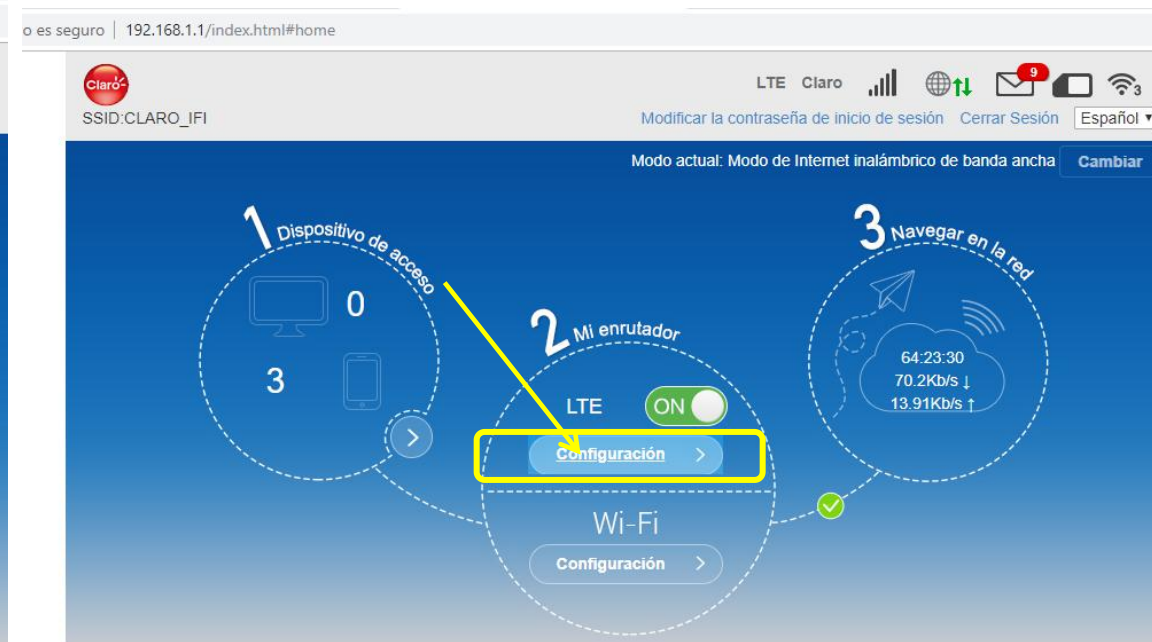 o es seguro | 192.168.1.1/index.html#home
Claro
LTE Claro
9
3
SSID:CLARO_IFI
Modificar la contraseña de inicio de sesión Cerrar Sesión Español
Modo actual: Modo de Internet inalámbrico de banda ancha Cambiar
1 Dispositivo de acceso
0
3
2 Mi enrutador
LTE ON
Configuración >
Wi-Fi
Configuración >
3 Navegar en la red
64:23:30
70.2Kb/s ↓
13.91Kb/s ↑